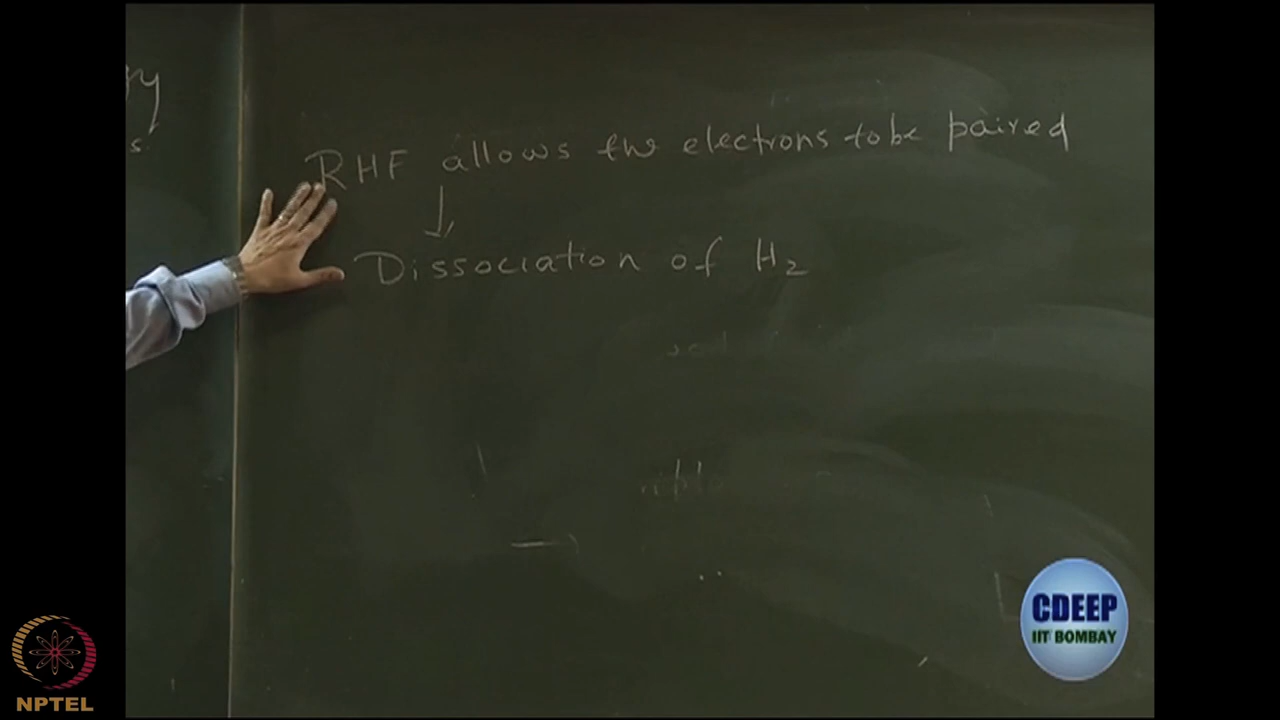 RHF allows the electrons to be paired
Dissociation of H2
CDEEP
IIT BOMBAY
NPTEL